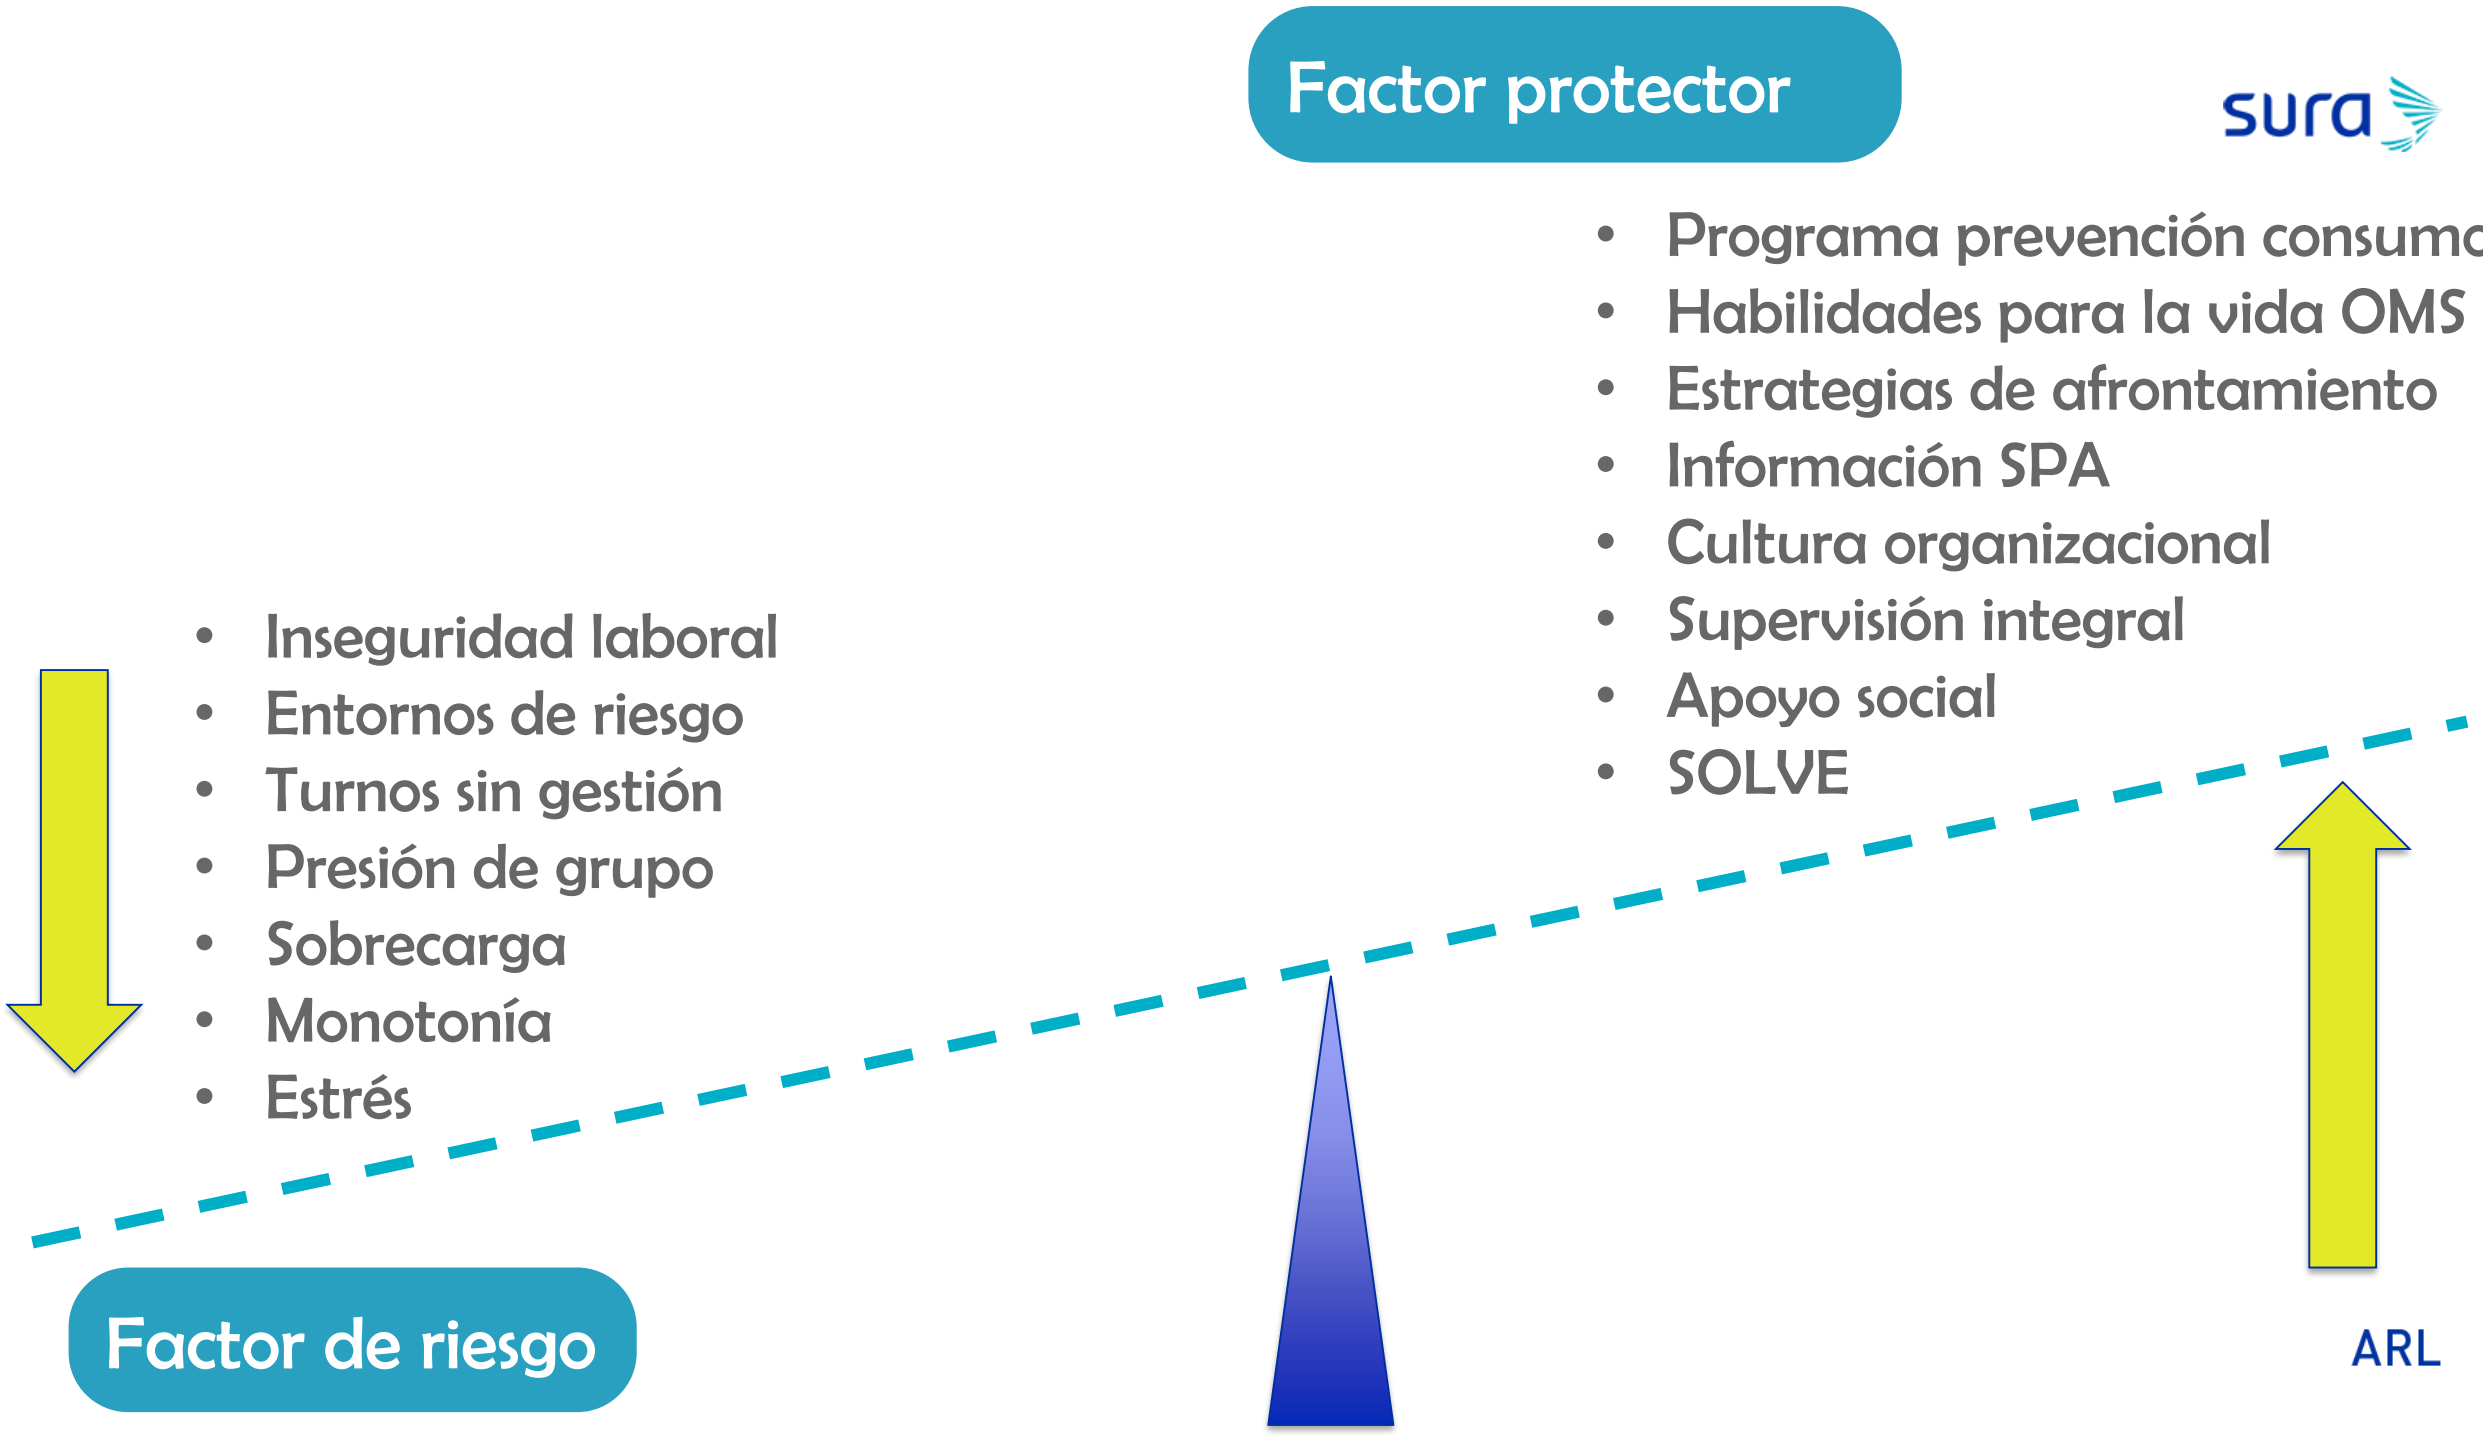 Factor protector
sura
• Programa prevención consumo
• Habilidades para la vida OMS
• Estrategias de afrontamiento
• Información SPA
• Cultura organizacional
• Supervisión integral
• Apoyo social
• SOLVE
• Inseguridad laboral
• Entornos de riesgo
• Turnos sin gestión
• Presión de grupo
• Sobrecarga
• Monotonía
• Estrés
Factor de riesgo
ARL